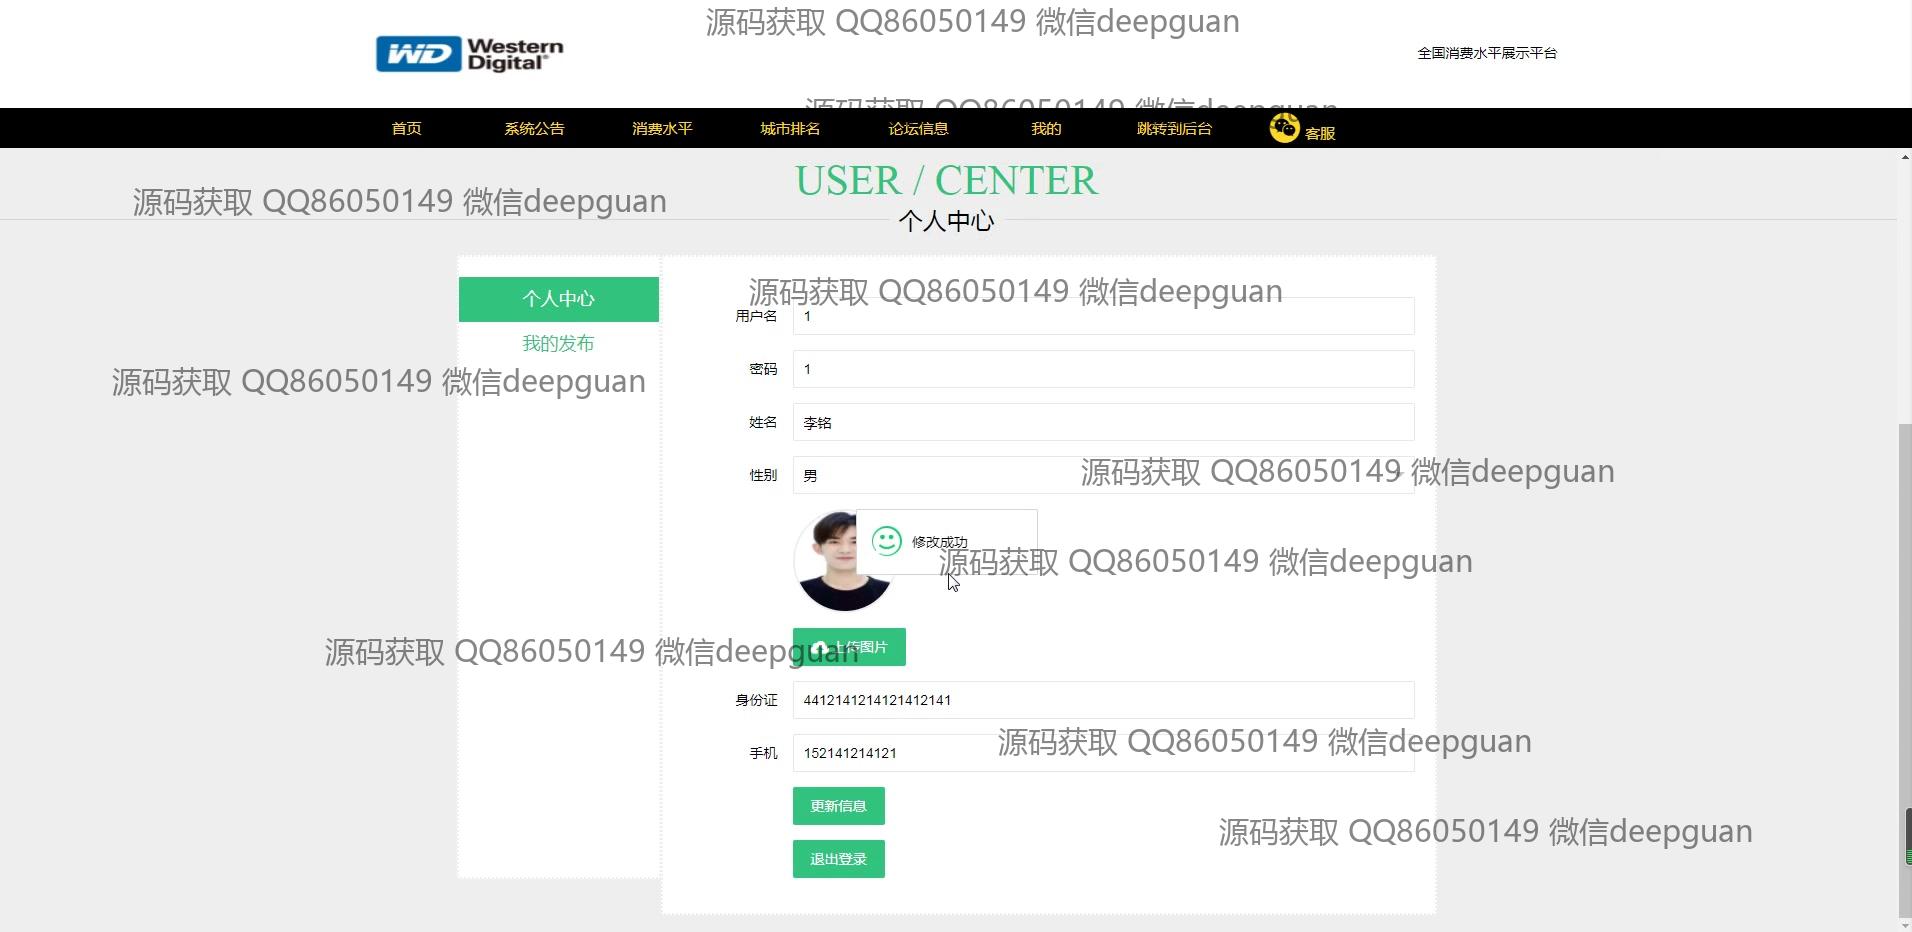 源码获取 QQ86050149 微信deepguan
WD Western
Digital
全国消费水平展示平台
源码获取 QQ86050149 微信deepguan
首页 系统公告 消费水平 城市排名 论坛信息 我的 跳转到后台 客服
USER / CENTER
源码获取 QQ86050149 微信deepguan
个人中心
个人中心
我的发布
源码获取 QQ86050149 微信deepguan
源码获取 QQ86050149 微信deepguan
用户名 1
密码 1
姓名 李铭
性别 男
源码获取 QQ86050149 微信deepguan
修改成功
源码获取 QQ86050149 微信deepguan
上传图片
源码获取 QQ86050149 微信deepguan
身份证 4412141214121412141
手机 152141214121
源码获取 QQ86050149 微信deepguan
更新信息
源码获取 QQ86050149 微信deepguan
退出登录